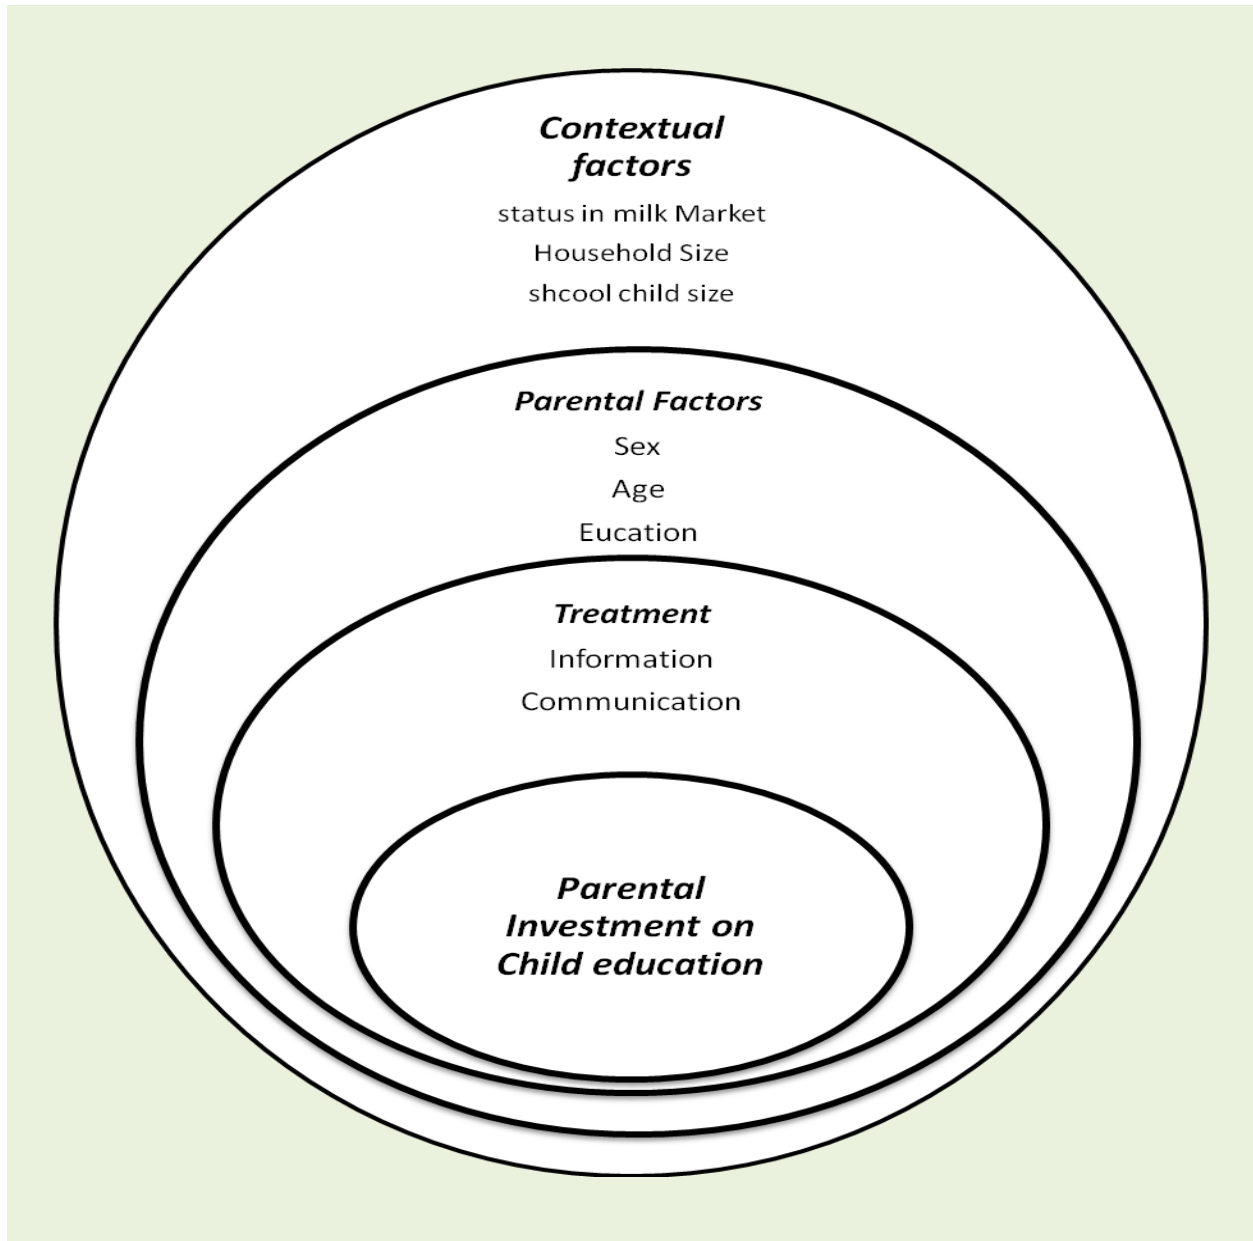 Contextual
factors
status in milk Market
Household Size
shcool child size
Parental Factors
Sex
Age
Eucation
Treatment
Information
Communication
Parental
Investment on
Child education